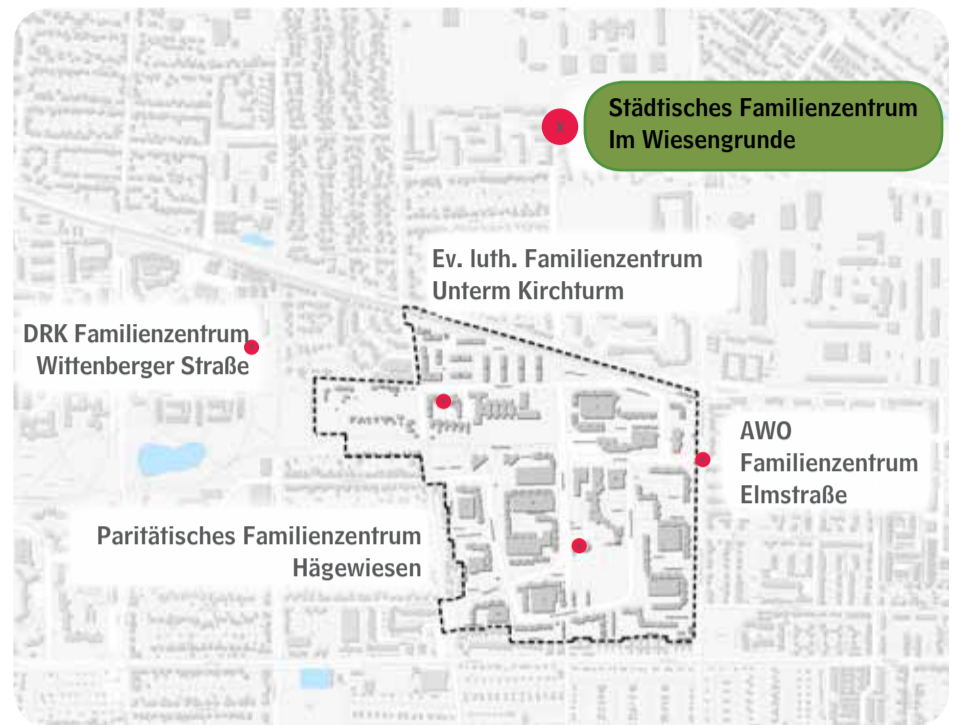 Städtisches Familienzentrum
Im Wiesengrunde
Ev. luth. Familienzentrum
Unterm Kirchturm
DRK Familienzentrum
Wittenberger Straße
AWO
Familienzentrum
Elmstraße
Paritätisches Familienzentrum
Hägewiesen